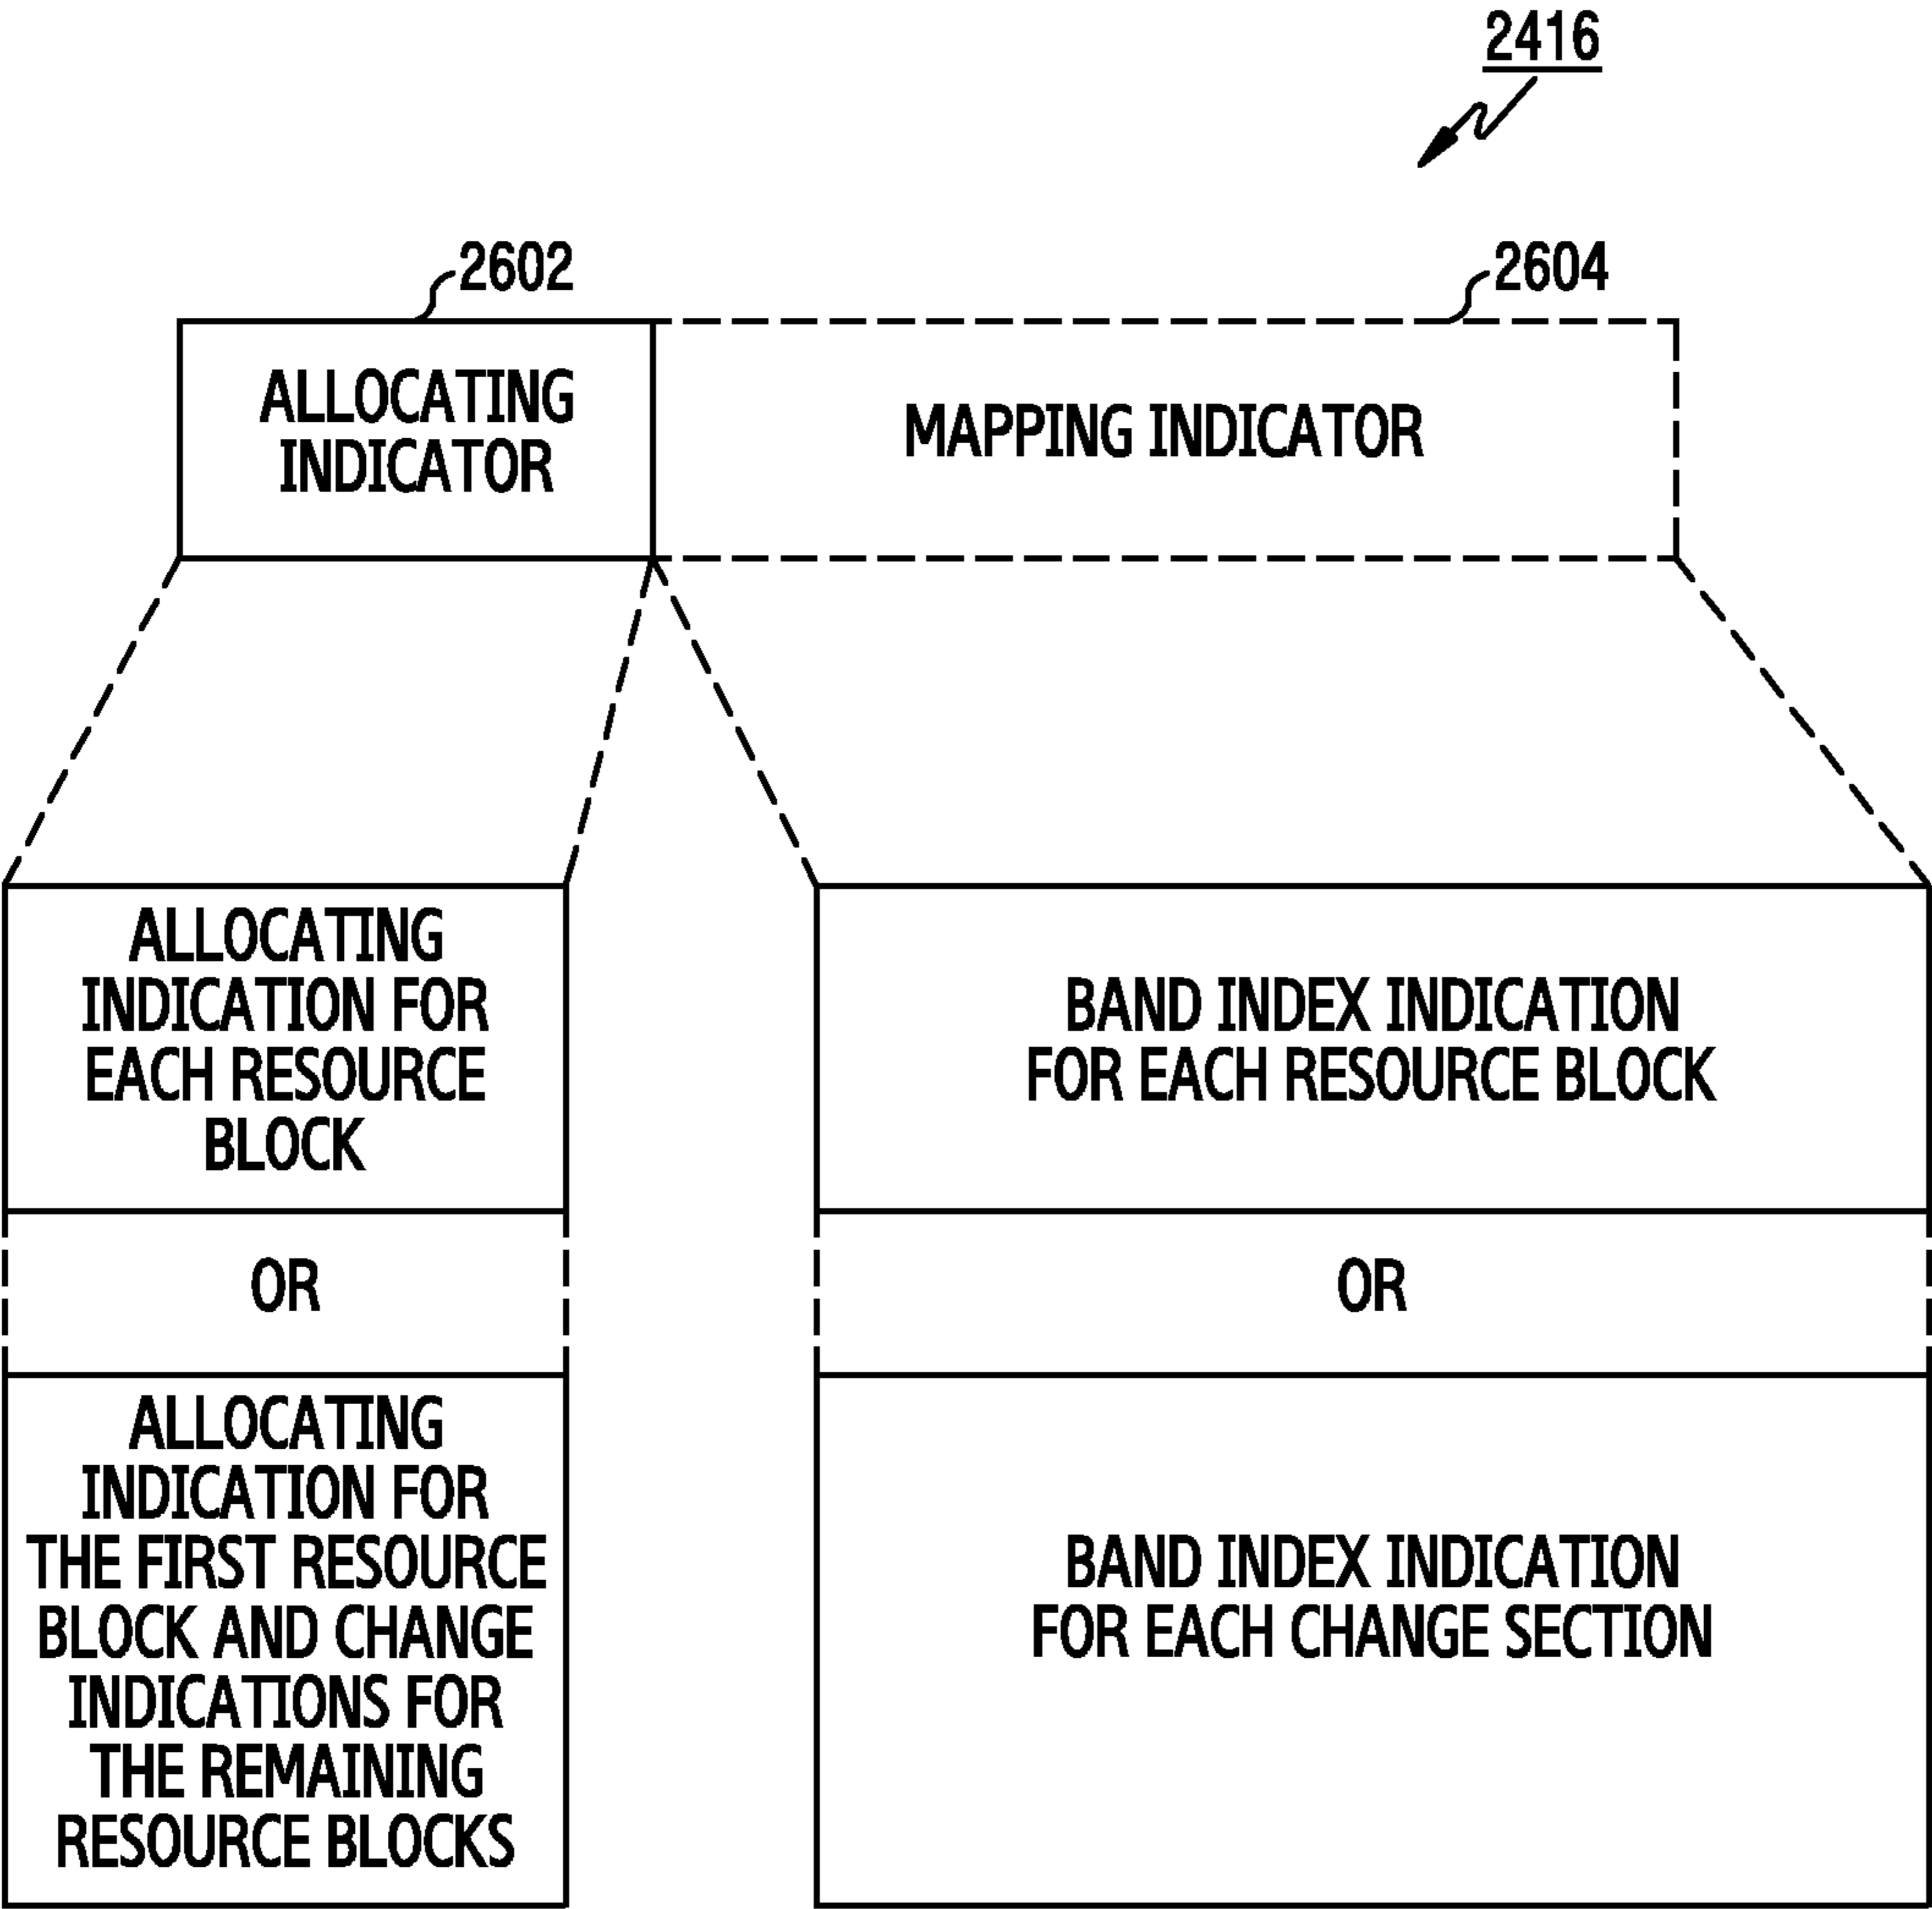 2416
2602
2604
ALLOCATING
INDICATOR
MAPPING INDICATOR
ALLOCATING
INDICATION FOR
EACH RESOURCE
BLOCK
OR
ALLOCATING
INDICATION FOR
THE FIRST RESOURCE
BLOCK AND CHANGE
INDICATIONS FOR
THE REMAINING
RESOURCE BLOCKS
BAND INDEX INDICATION
FOR EACH RESOURCE BLOCK
OR
BAND INDEX INDICATION
FOR EACH CHANGE SECTION